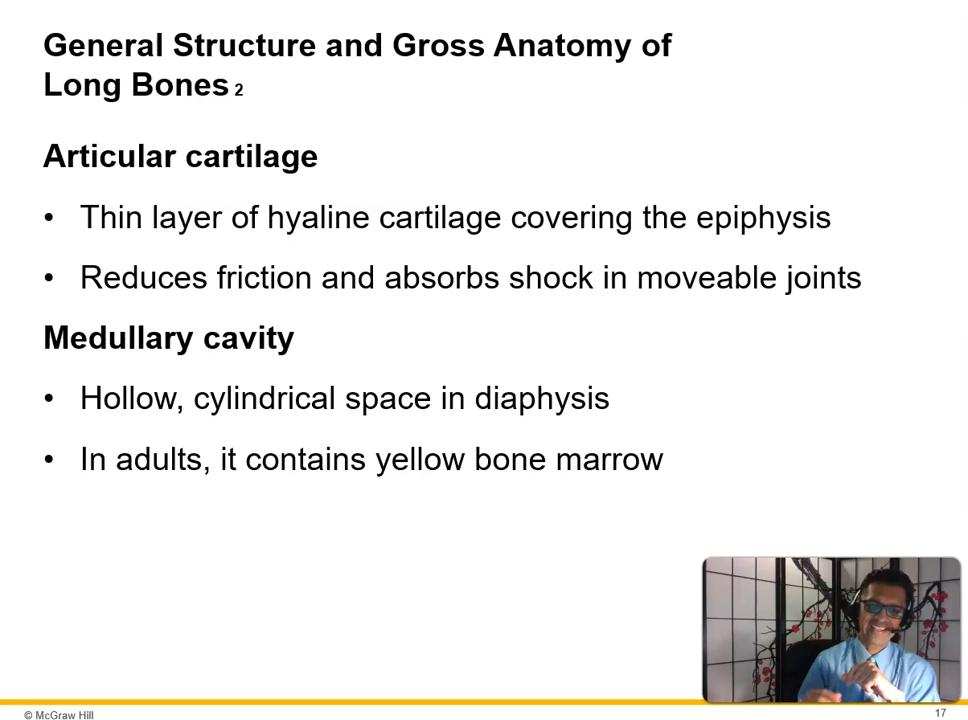 General Structure and Gross Anatomy of
Long Bones 2
Articular cartilage
• Thin layer of hyaline cartilage covering the epiphysis
• Reduces friction and absorbs shock in moveable joints
Medullary cavity
• Hollow, cylindrical space in diaphysis
• In adults, it contains yellow bone marrow
© McGraw Hill
17